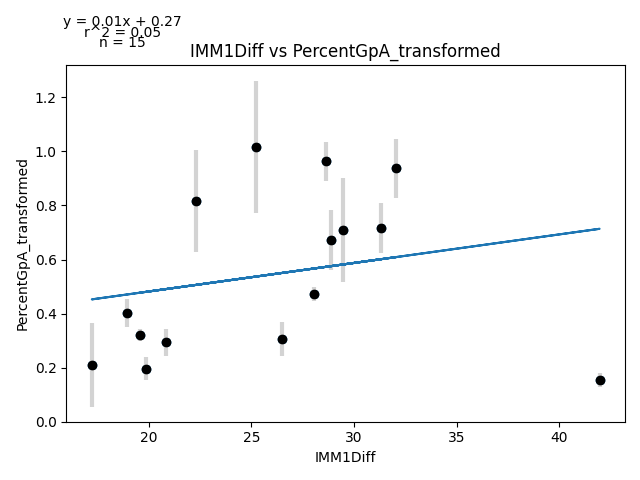 y = 0.01x + 0.27
r^2 = 0.05
n = 15
IMM1Diff vs PercentGpA_transformed
PercentGpA_transformed
1.2
1.0
0.8
0.6
0.4
0.2
0.0
20 25 30 35 40
IMM1Diff